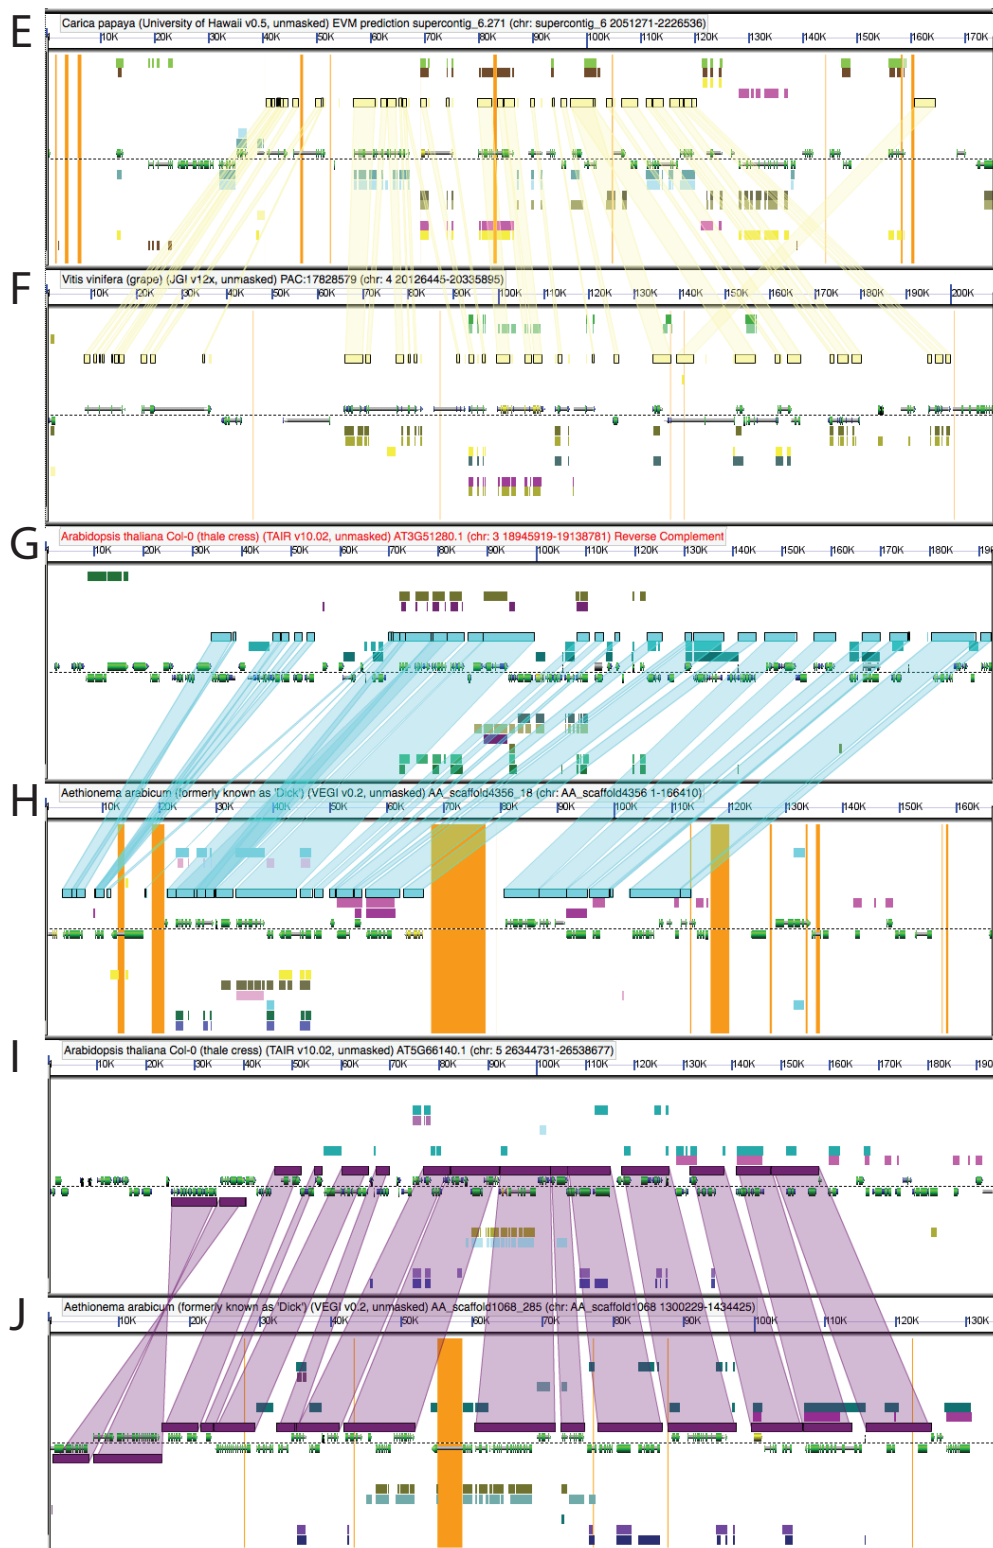 E
Carica papaya (University of Hawaii v0.5, unmasked) EVM prediction supercontig_6.271 (chr: supercontig_6 2051271-2226536)
10K 20K 30K 40K 50K 60K 70K 80K 90K 100K 110K 120K 130K 140K 150K 160K 170K
F
Vitis vinifera (grape) (JGI v12x, unmasked) PAC:17828579 (chr: 4 20126445-20335895)
10K 20K 30K 40K 50K 60K 70K 80K 90K 100K 110K 120K 130K 140K 150K 160K 170K 180K 190K 200K
G
Arabidopsis thaliana Col-0 (thale cress) (TAIR v10.02, unmasked) AT3G51280.1 (chr: 3 18945919-19138781) Reverse Complement
10K 20K 30K 40K 50K 60K 70K 80K 90K 100K 110K 120K 130K 140K 150K 160K 170K 180K 19
H
Aethionema arabicum (formerly known as 'Dick') (VEGI v0.2, unmasked) AA_scaffold4356_18 (chr: AA_scaffold4356 1-166410)
10K 20K 30K 40K 50K 60K 70K 80K 90K 100K 110K 120K 130K 140K 150K 160K
I
Arabidopsis thaliana Col-0 (thale cress) (TAIR v10.02, unmasked) AT5G66140.1 (chr: 5 26344731-26538677)
10K 20K 30K 40K 50K 60K 70K 80K 90K 100K 110K 120K 130K 140K 150K 160K 170K 180K 190
J
Aethionema arabicum (formerly known as 'Dick') (VEGI v0.2, unmasked) AA_scaffold1068_285 (chr: AA_scaffold1068 1300229-1434425)
10K 20K 30K 40K 50K 60K 70K 80K 90K 100K 110K 120K 130K